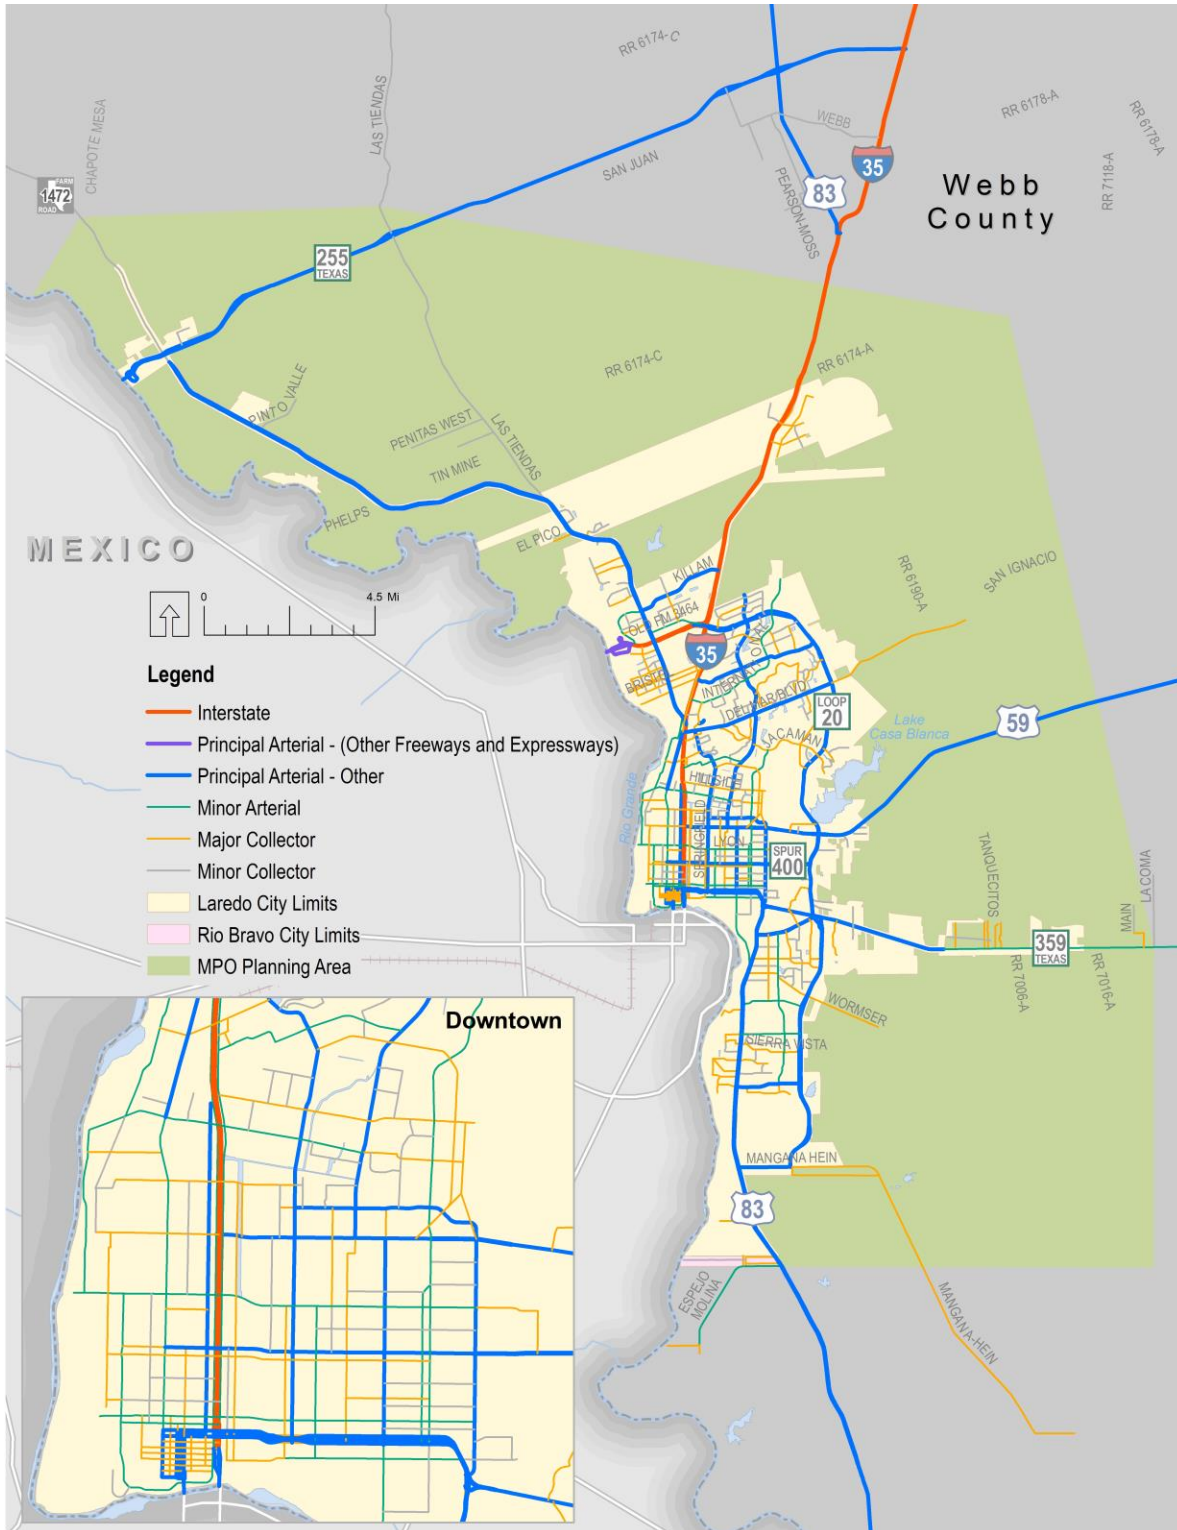 RR 6174-C
LAS TIENDAS
CHAPOTE MESA
FARM
1472
ROAD
SAN JUAN
WEBB
RR 6178-A
RR 6178-A
RR 7118-A
35
83
PEARSON-MOSS
Webb
County
255
TEXAS
RR 6174-C
RR 6174-A
PINTO VALLE
PENITAS WEST
LAS TIENDAS
TIN MINE
PHELPS
EL PICO
MEXICO
KILLAM
RR 6190-A
SAN IGNACIO
0
4.5 Mi
OLD FM 3464
35
BRISTO
INTERNATIONAL
DELMAR BLVD
LOOP
20
59
Lake
Casa Blanca
JACAMAN
HILLSIDE
Rio Grande
SPRINGFIELD
LYON
SPUR
400
TANQUECITOS
LA COMA
MAIN
359
TEXAS
RR 7006-A
RR 7016-A
WORMSER
SIERRA VISTA
MANGANA HEIN
83
ESPEJO
MOLINA
MANGANA-HEIN
Legend
Interstate
Principal Arterial - (Other Freeways and Expressways)
Principal Arterial - Other
Minor Arterial
Major Collector
Minor Collector
Laredo City Limits
Rio Bravo City Limits
MPO Planning Area
Downtown